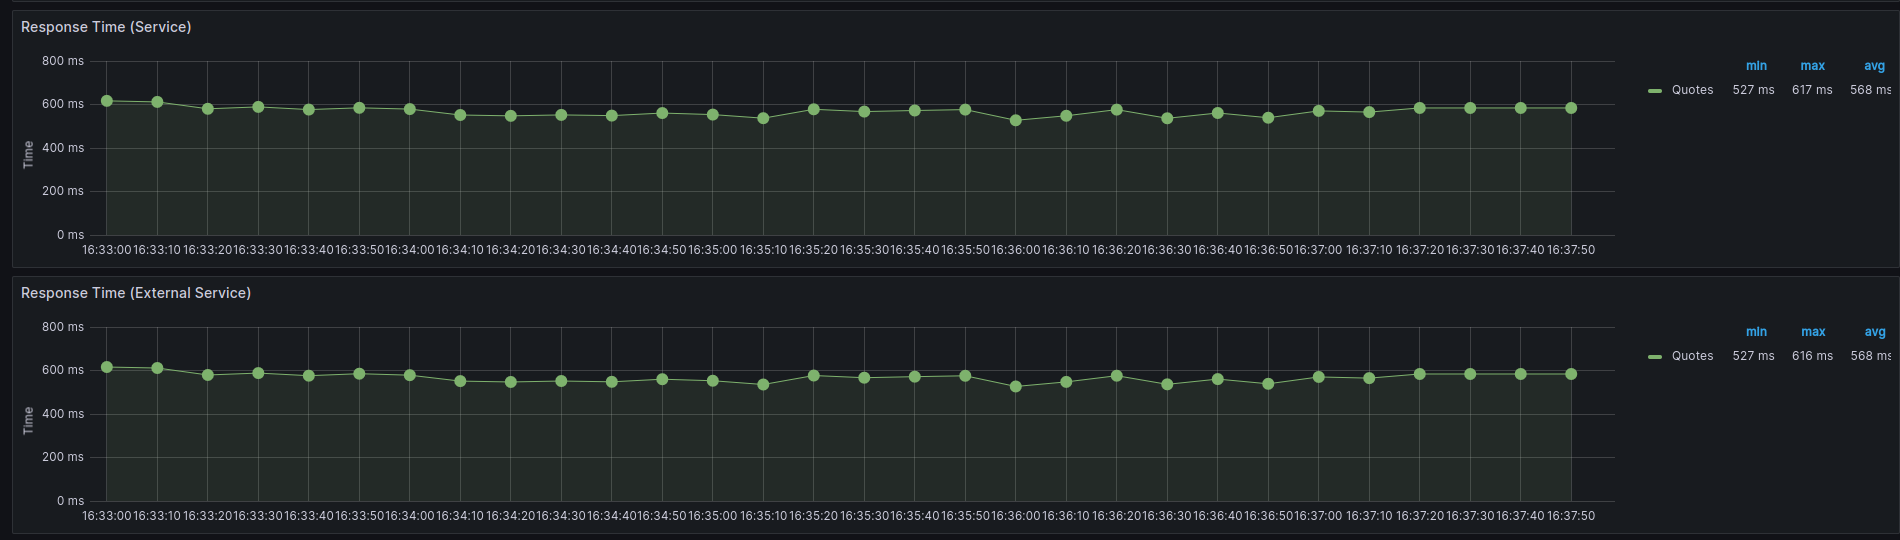 Response Time (Service)
800 ms
600 ms
400 ms
200 ms
0 ms
Time
16:33:00 16:33:10 16:33:20 16:33:30 16:33:40 16:33:50 16:34:00 16:34:10 16:34:20 16:34:30 16:34:40 16:34:50 16:35:00 16:35:10 16:35:20 16:35:30 16:35:40 16:35:50 16:36:00 16:36:10 16:36:20 16:36:30 16:36:40 16:36:50 16:37:00 16:37:10 16:37:20 16:37:30 16:37:40 16:37:50
min max avg
Quotes 527 ms 617 ms 568 ms
Response Time (External Service)
800 ms
600 ms
400 ms
200 ms
0 ms
Time
16:33:00 16:33:10 16:33:20 16:33:30 16:33:40 16:33:50 16:34:00 16:34:10 16:34:20 16:34:30 16:34:40 16:34:50 16:35:00 16:35:10 16:35:20 16:35:30 16:35:40 16:35:50 16:36:00 16:36:10 16:36:20 16:36:30 16:36:40 16:36:50 16:37:00 16:37:10 16:37:20 16:37:30 16:37:40 16:37:50
min max avg
Quotes 527 ms 616 ms 568 ms